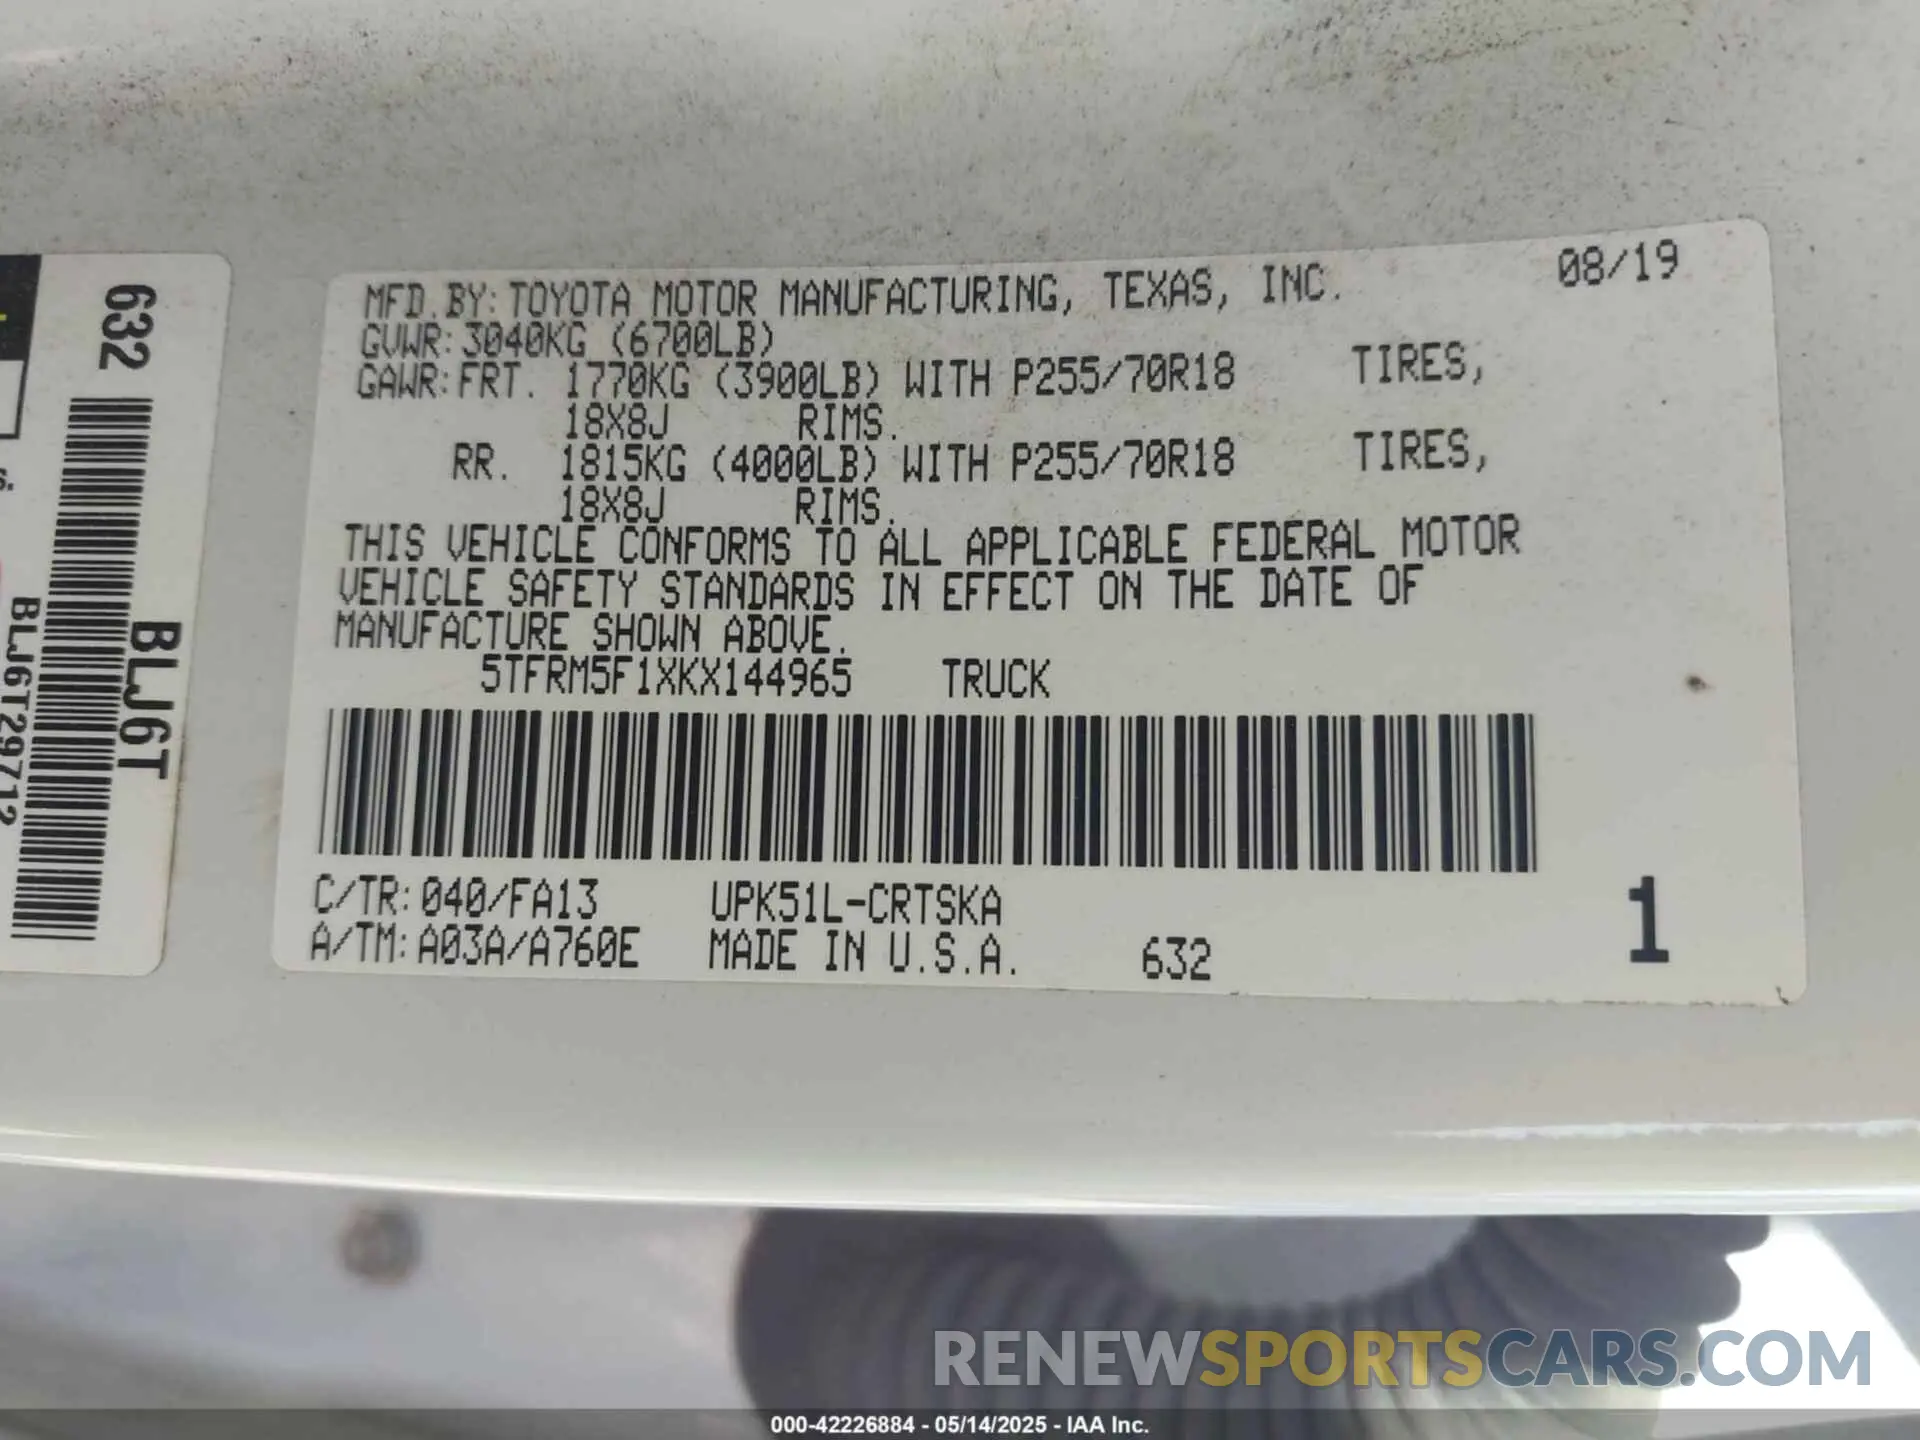 632
BLJ6T
BLJ6T29712
MFD.BY:TOYOTA MOTOR MANUFACTURING, TEXAS, INC. 08/19
GVWR:3040KG (6700LB)
GAWR:FRT. 1770KG (3900LB) WITH P255/70R18 TIRES,
18X8J RIMS.
RR. 1815KG (4000LB) WITH P255/70R18 TIRES,
18X8J RIMS.
THIS VEHICLE CONFORMS TO ALL APPLICABLE FEDERAL MOTOR
VEHICLE SAFETY STANDARDS IN EFFECT ON THE DATE OF
MANUFACTURE SHOWN ABOVE.
5TFRM5F1XKX144965 TRUCK
C/TR:040/FA13 UPK51L-CRTSKA
A/TM:A03A/A760E MADE IN U.S.A. 632
1
RENEWSPORTSCARS.COM
000-42226884 - 05/14/2025 - IAA Inc.